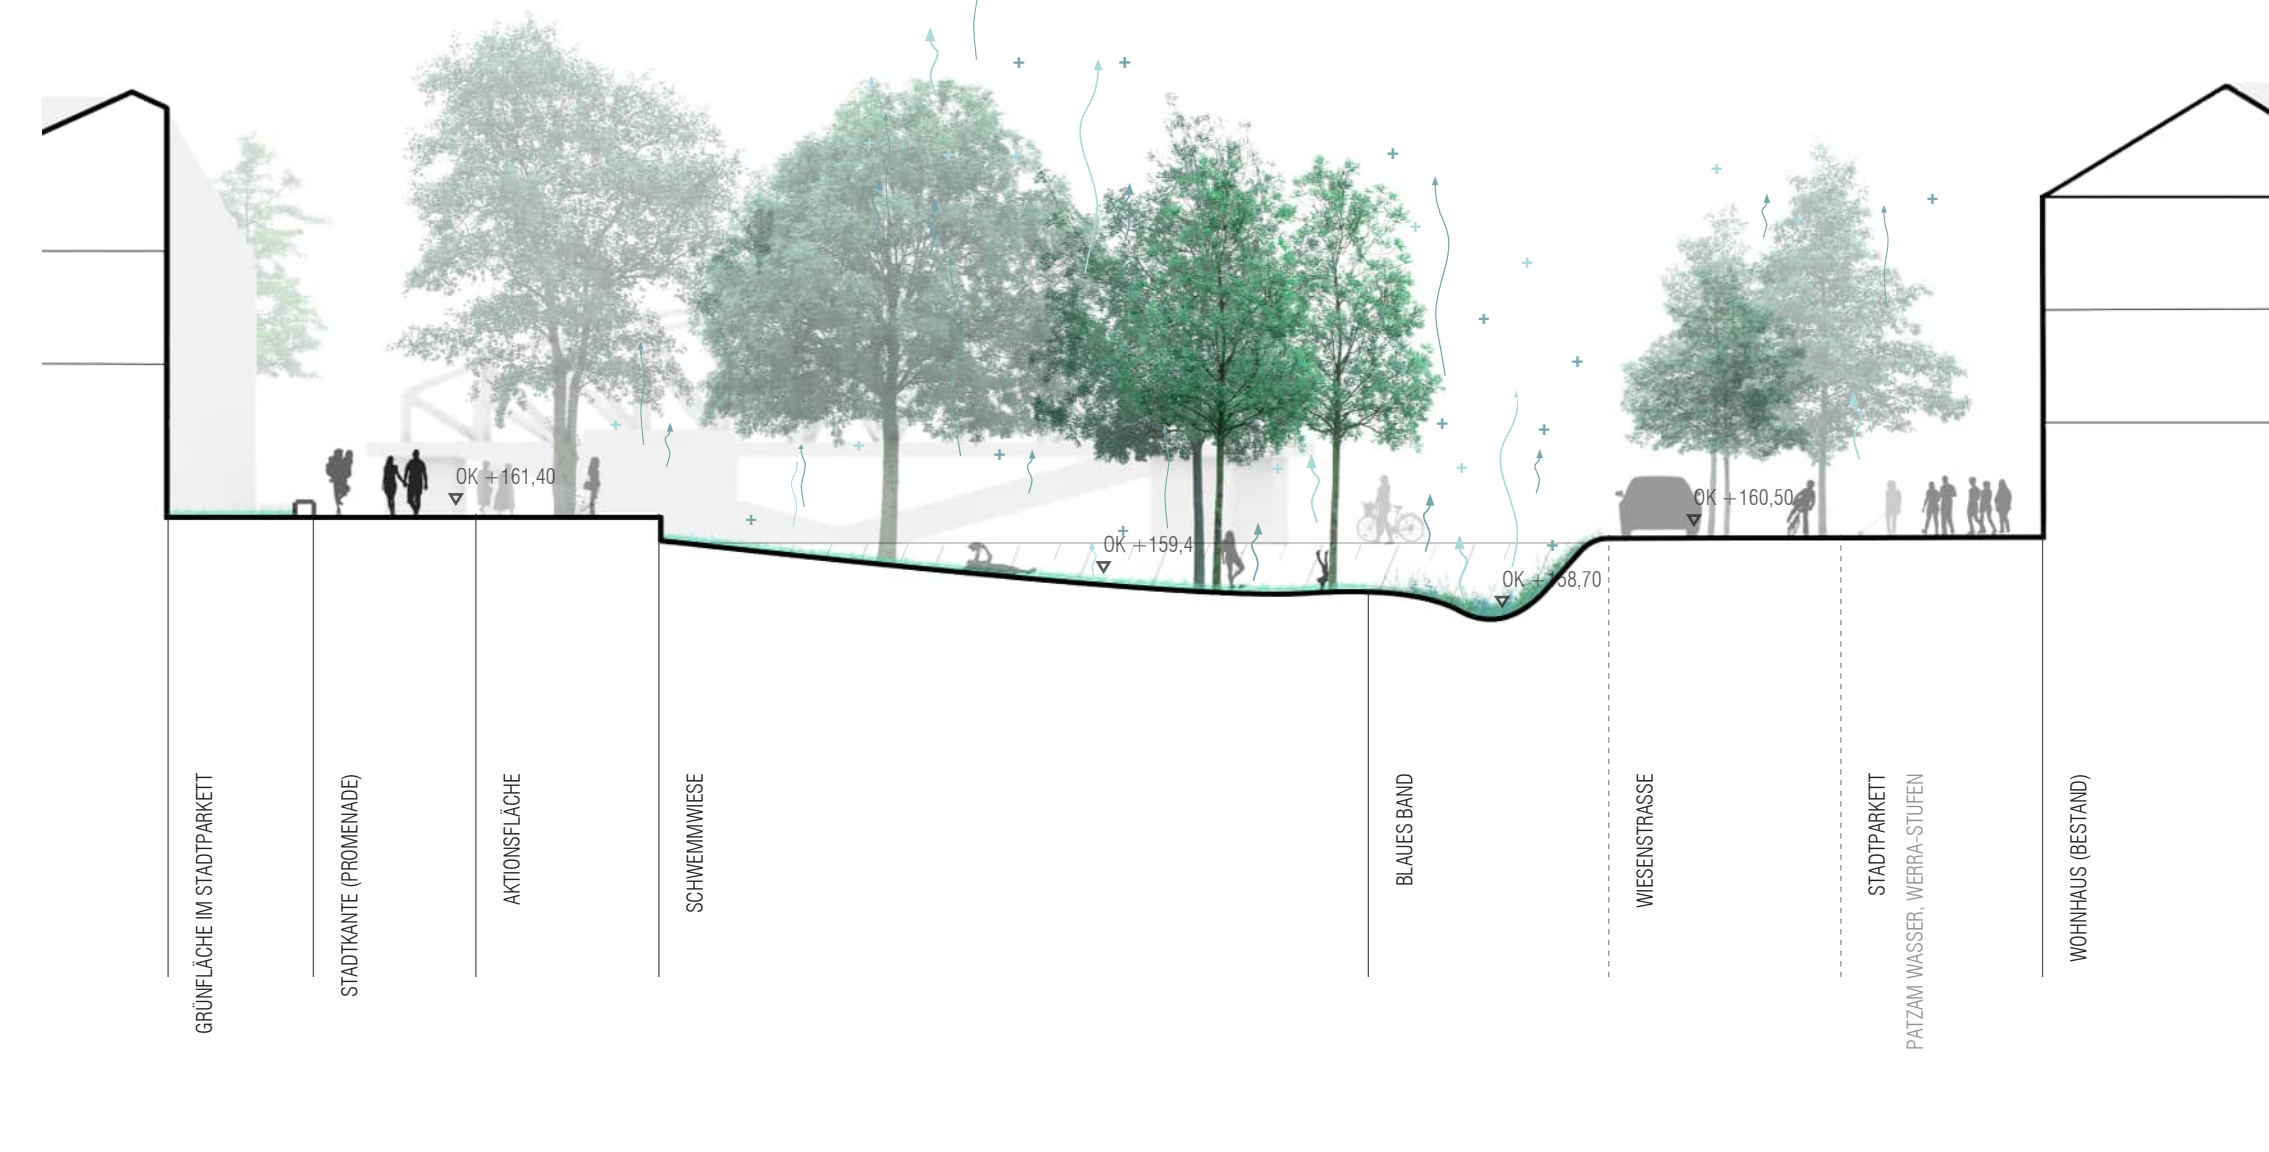 OK +161,40
OK +159,4
OK +158,70
OK +160,50
GRÜNFLÄCHE IM STADTPARKETT
STADTKANTE (PROMENADE)
AKTIONSFLÄCHE
SCHWEMMWIESE
BLAUES BAND
WIESENSTRASSE
STADTPARKETT
PATZAM WASSER, WERRA-STUFEN
WOHNHAUS (BESTAND)